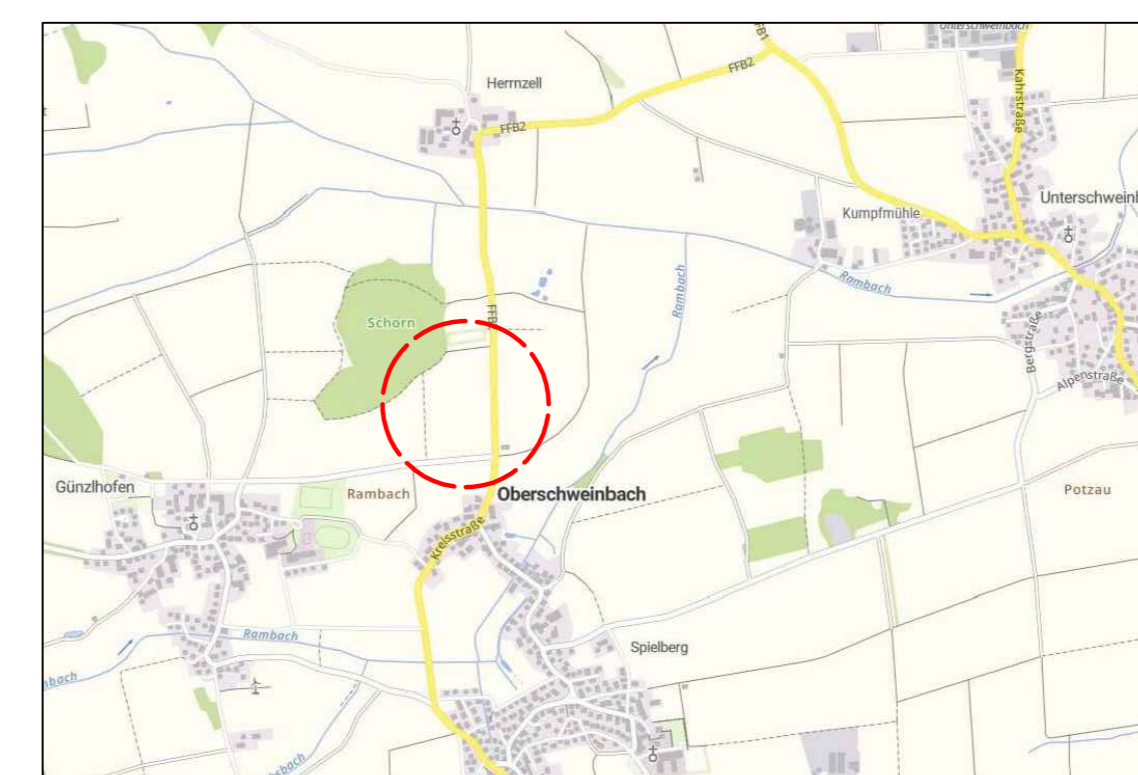 Unterschweinbach
FFB1
Herrnzell
FFB2
FFB2
Kahrstraße
Kumpfmühle
Unterschweinb
Rambach
Rambach
Schorn
FFB
Bergstraße
Alpenstraße
Günzlhofen
Rambach
Oberschweinbach
Potzau
Kreisstraße
Rambach
Spielberg
bach
sbach